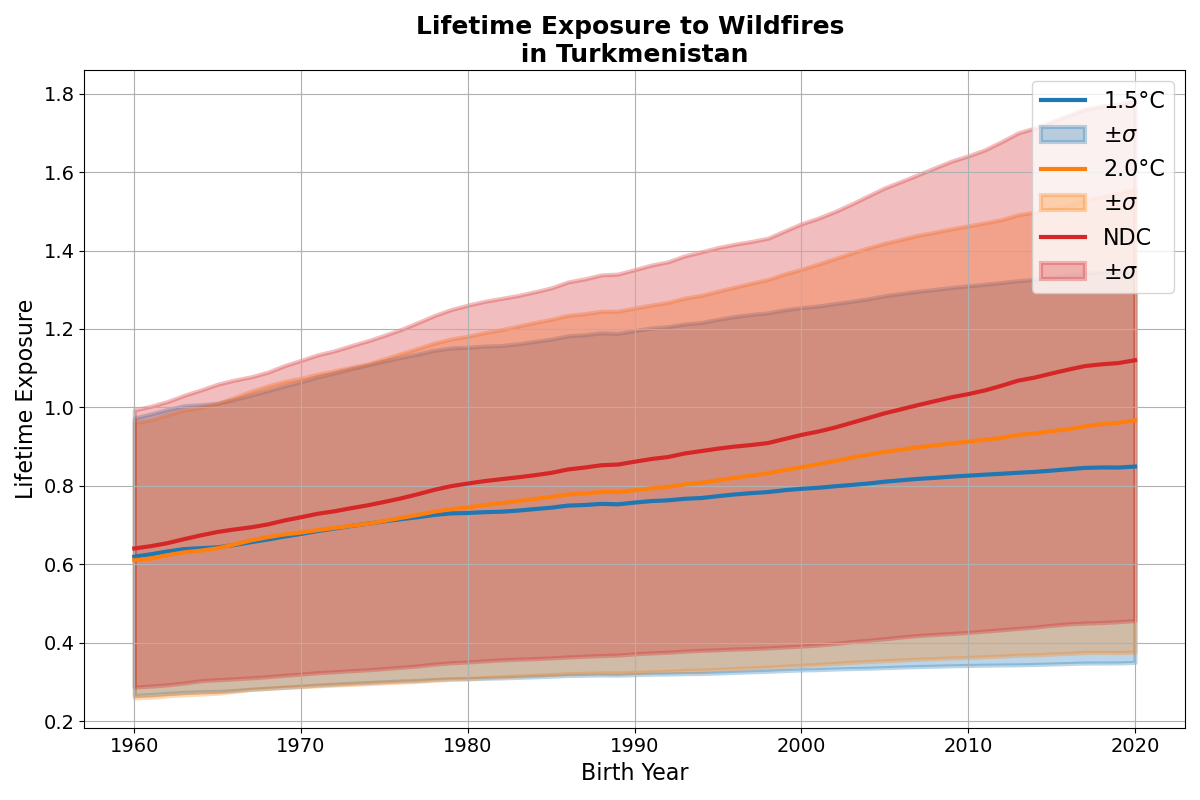 Lifetime Exposure to Wildfires
in Turkmenistan
1.8
1.6
1.4
1.2
1.0
0.8
0.6
0.4
0.2
Lifetime Exposure
1960
1970
1980
1990
2000
2010
2020
Birth Year
1.5°C
±σ
2.0°C
±σ
NDC
±σ